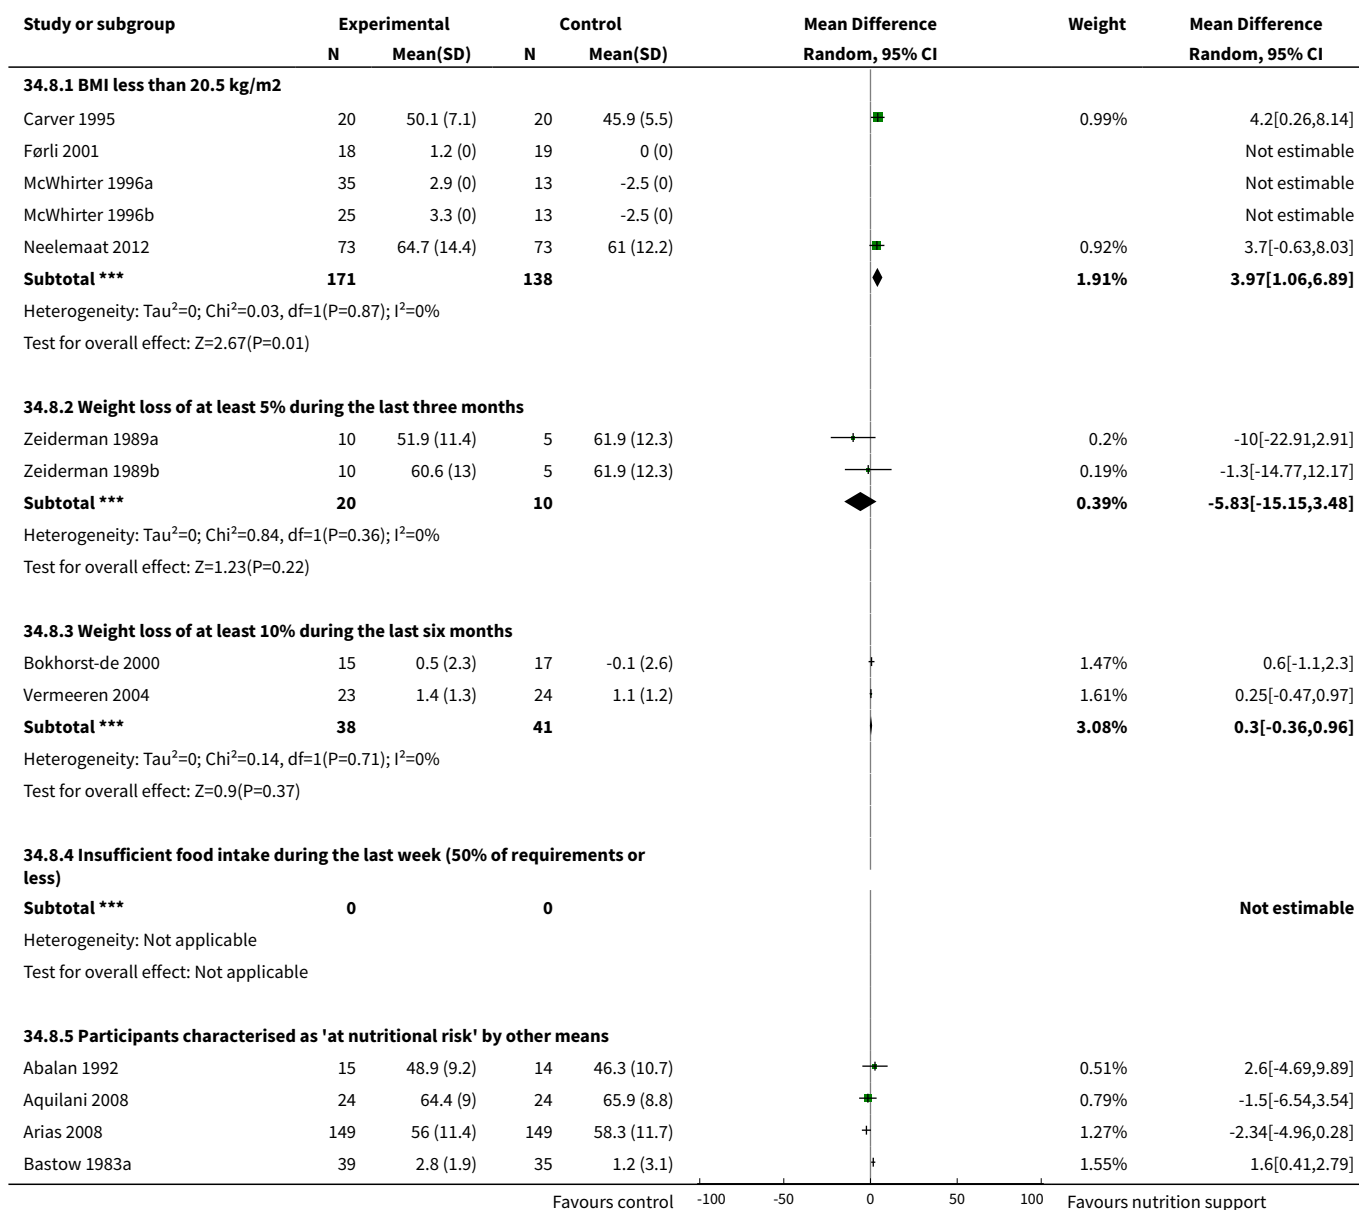 Study or subgroup Experimental Control Mean Difference Weight Mean Difference
N Mean(SD) N Mean(SD) Random, 95% CI Random, 95% CI
34.8.1 BMI less than 20.5 kg/m2
Carver 1995 20 50.1 (7.1) 20 45.9 (5.5) 0.99% 4.2[0.26,8.14]
Førli 2001 18 1.2 (0) 19 0 (0) Not estimable
McWhirter 1996a 35 2.9 (0) 13 -2.5 (0) Not estimable
McWhirter 1996b 25 3.3 (0) 13 -2.5 (0) Not estimable
Neelemaat 2012 73 64.7 (14.4) 73 61 (12.2) 0.92% 3.7[-0.63,8.03]
Subtotal *** 171 138 1.91% 3.97[1.06,6.89]
Heterogeneity: Tau²=0; Chi²=0.03, df=1(P=0.87); I²=0%
Test for overall effect: Z=2.67(P=0.01)
34.8.2 Weight loss of at least 5% during the last three months
Zeiderman 1989a 10 51.9 (11.4) 5 61.9 (12.3) 0.2% -10[-22.91,2.91]
Zeiderman 1989b 10 60.6 (13) 5 61.9 (12.3) 0.19% -1.3[-14.77,12.17]
Subtotal *** 20 10 0.39% -5.83[-15.15,3.48]
Heterogeneity: Tau²=0; Chi²=0.84, df=1(P=0.36); I²=0%
Test for overall effect: Z=1.23(P=0.22)
34.8.3 Weight loss of at least 10% during the last six months
Bokhorst-de 2000 15 0.5 (2.3) 17 -0.1 (2.6) 1.47% 0.6[-1.1,2.3]
Vermeeren 2004 23 1.4 (1.3) 24 1.1 (1.2) 1.61% 0.25[-0.47,0.97]
Subtotal *** 38 41 3.08% 0.3[-0.36,0.96]
Heterogeneity: Tau²=0; Chi²=0.14, df=1(P=0.71); I²=0%
Test for overall effect: Z=0.9(P=0.37)
34.8.4 Insufficient food intake during the last week (50% of requirements or
less)
Subtotal *** 0 0 Not estimable
Heterogeneity: Not applicable
Test for overall effect: Not applicable
34.8.5 Participants characterised as 'at nutritional risk' by other means
Abalan 1992 15 48.9 (9.2) 14 46.3 (10.7) 0.51% 2.6[-4.69,9.89]
Aquilani 2008 24 64.4 (9) 24 65.9 (8.8) 0.79% -1.5[-6.54,3.54]
Arias 2008 149 56 (11.4) 149 58.3 (11.7) 1.27% -2.34[-4.96,0.28]
Bastow 1983a 39 2.8 (1.9) 35 1.2 (3.1) 1.55% 1.6[0.41,2.79]
Favours control -100 -50 0 50 100 Favours nutrition support